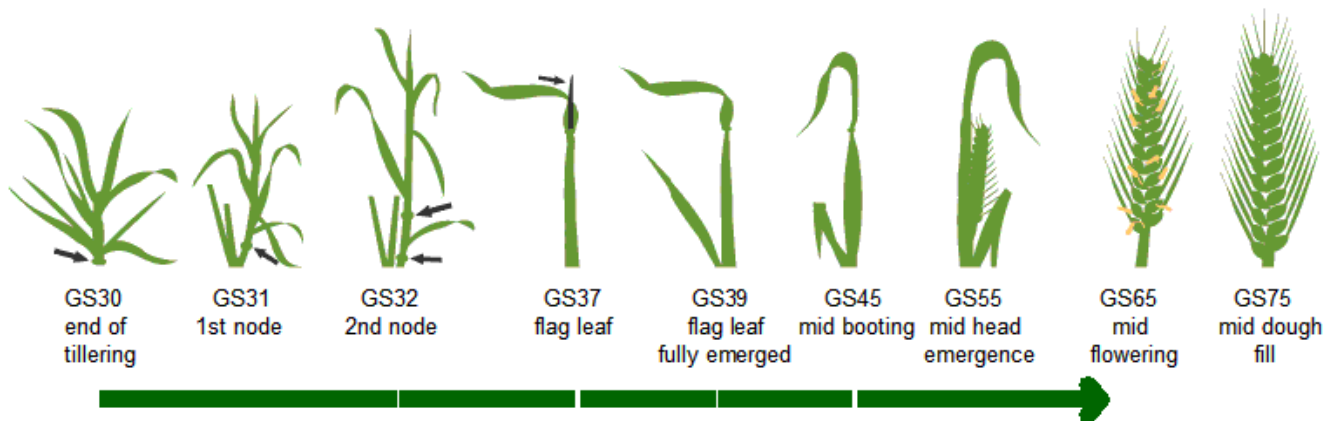 GS30
end of
tillering
GS31
1st node
GS32
2nd node
GS37
flag leaf
GS39
flag leaf
fully emerged
GS45
mid booting
GS55
mid head
emergence
GS65
mid
flowering
GS75
mid dough
fill